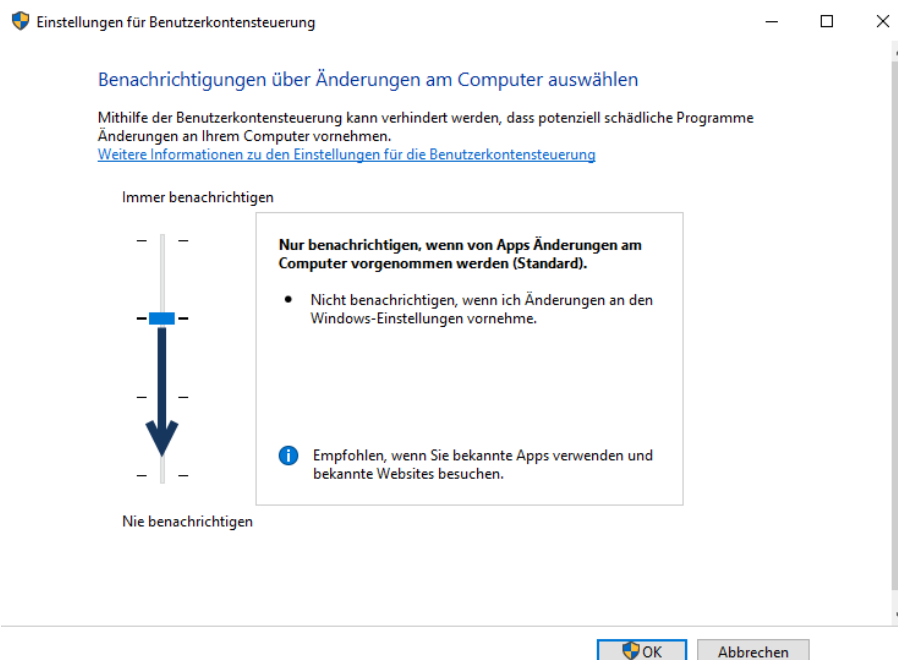 Einstellungen für Benutzerkontensteuerung
Benachrichtigungen über Änderungen am Computer auswählen
Mithilfe der Benutzerkontensteuerung kann verhindert werden, dass potenziell schädliche Programme
Änderungen an Ihrem Computer vornehmen.
Weitere Informationen zu den Einstellungen für die Benutzerkontensteuerung
Immer benachrichtigen
Nur benachrichtigen, wenn von Apps Änderungen am
Computer vorgenommen werden (Standard).
• Nicht benachrichtigen, wenn ich Änderungen an den
Windows-Einstellungen vornehme.
Empfohlen, wenn Sie bekannte Apps verwenden und
bekannte Websites besuchen.
Nie benachrichtigen
OK
Abbrechen